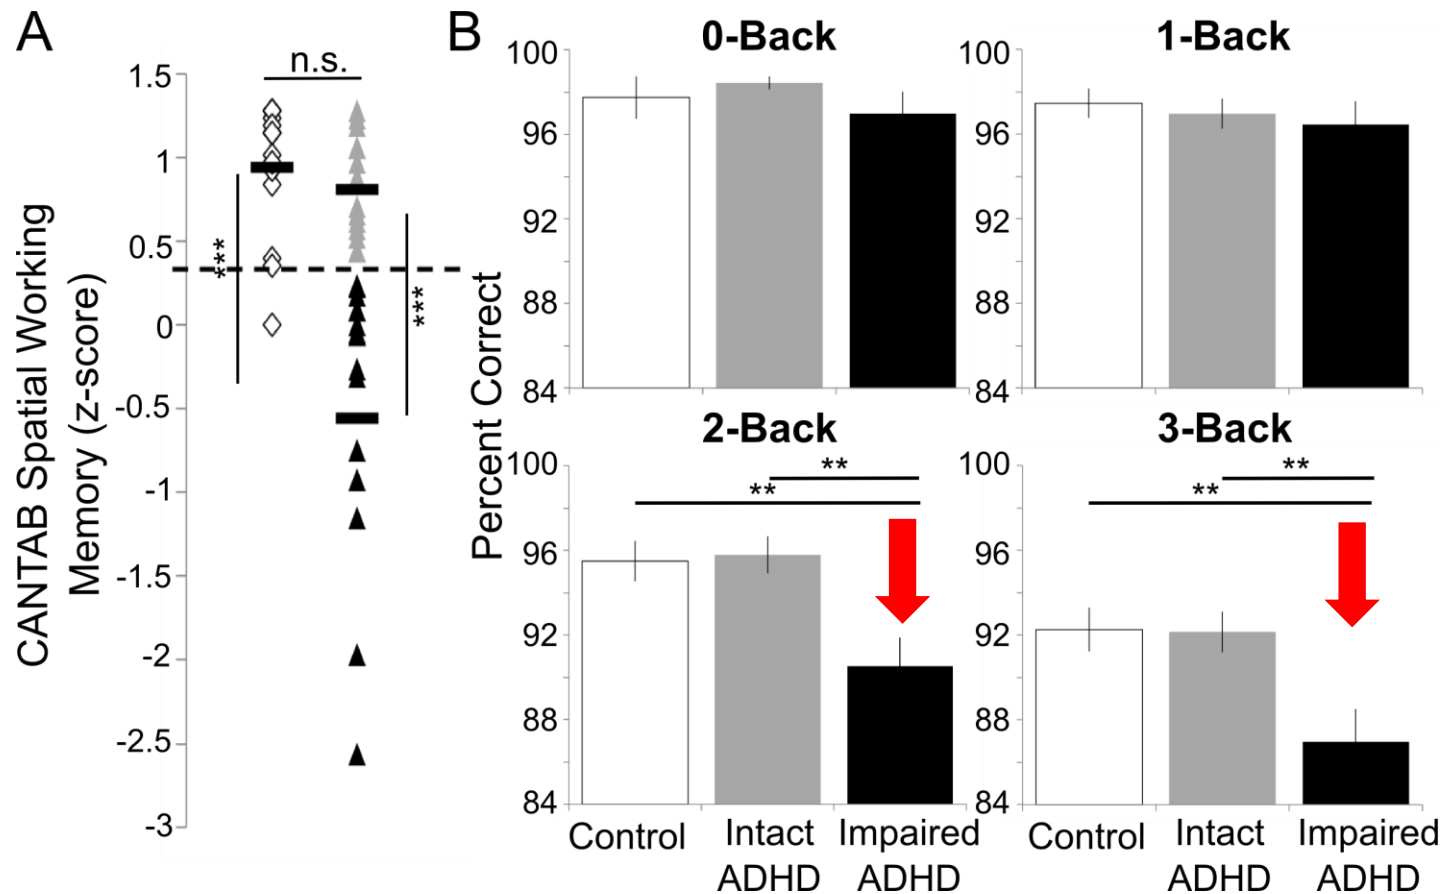 A
n.s.
1.5
1
0.5
0
-0.5
-1
-1.5
-2
-2.5
-3
CANTAB Spatial Working
Memory (z-score)
***
***
B
Percent Correct
0-Back
100
96
92
88
84
1-Back
100
96
92
88
84
2-Back
100
96
92
88
84
**
**
Control
Intact
ADHD
Impaired
ADHD
3-Back
100
96
92
88
84
**
**
Control
Intact
ADHD
Impaired
ADHD